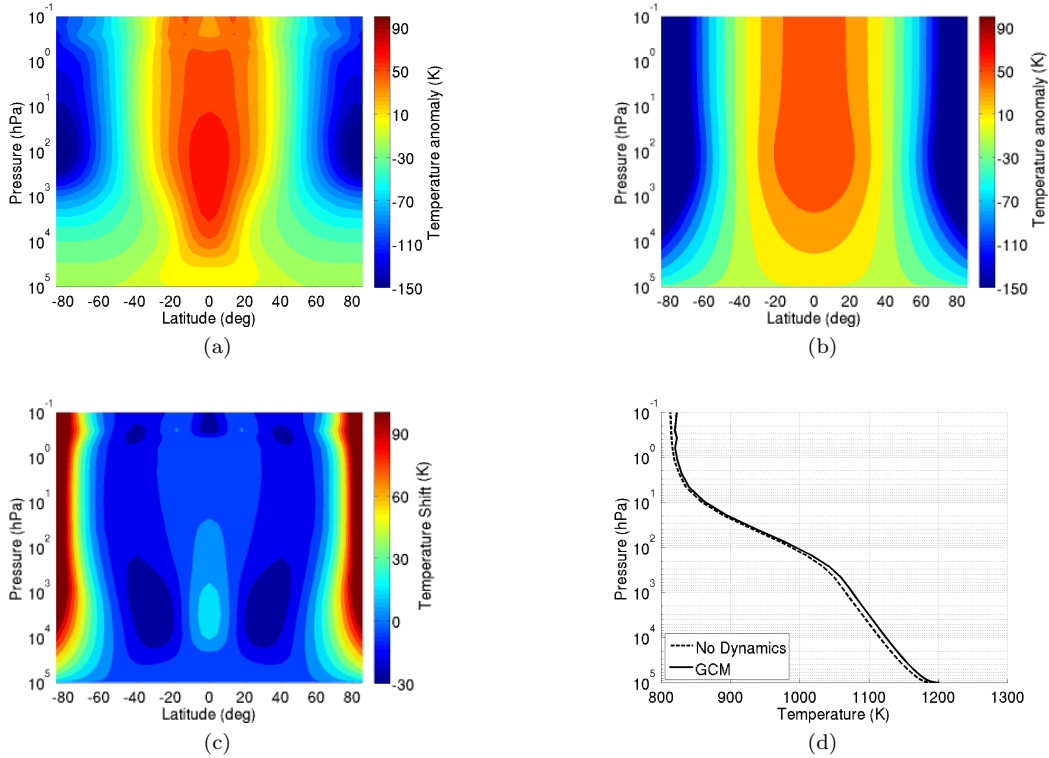 10^-1
10^0
10^1
10^2
10^3
10^4
10^5
Pressure (hPa)
-80 -60 -40 -20 0 20 40 60 80
Latitude (deg)
90
50
10
-30
-70
-110
-150
Temperature anomaly (K)
(a)
10^-1
10^0
10^1
10^2
10^3
10^4
10^5
Pressure (hPa)
-80 -60 -40 -20 0 20 40 60 80
Latitude (deg)
90
50
10
-30
-70
-110
-150
Temperature anomaly (K)
(b)
10^-1
10^0
10^1
10^2
10^3
10^4
10^5
Pressure (hPa)
-80 -60 -40 -20 0 20 40 60 80
Latitude (deg)
90
60
30
0
-30
Temperature Shift (K)
(c)
10^-1
10^0
10^1
10^2
10^3
10^4
10^5
Pressure (hPa)
No Dynamics
GCM
800 900 1000 1100 1200 1300
Temperature (K)
(d)